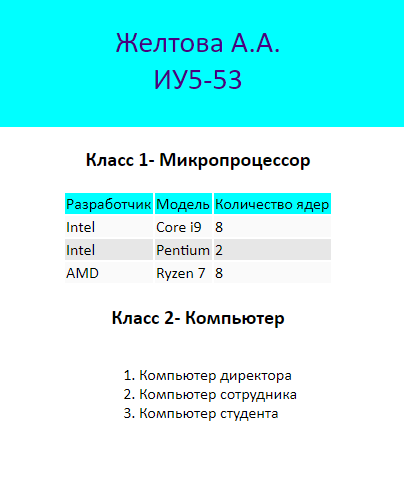 Желтова А.А.
ИУ5-53
Класс 1- Микропроцессор
Разработчик Модель Количество ядер
Intel Core i9 8
Intel Pentium 2
AMD Ryzen 7 8
Класс 2- Компьютер
1. Компьютер директора
2. Компьютер сотрудника
3. Компьютер студента